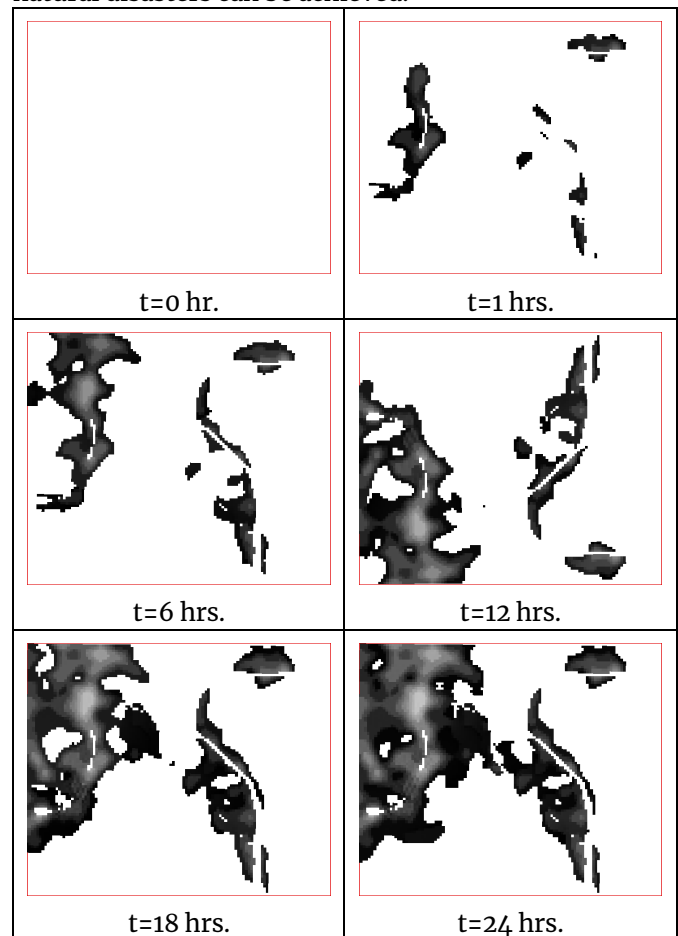 natural disasters can be achieved.
t=0 hr.
t=1 hrs.
t=6 hrs.
t=12 hrs.
t=18 hrs.
t=24 hrs.